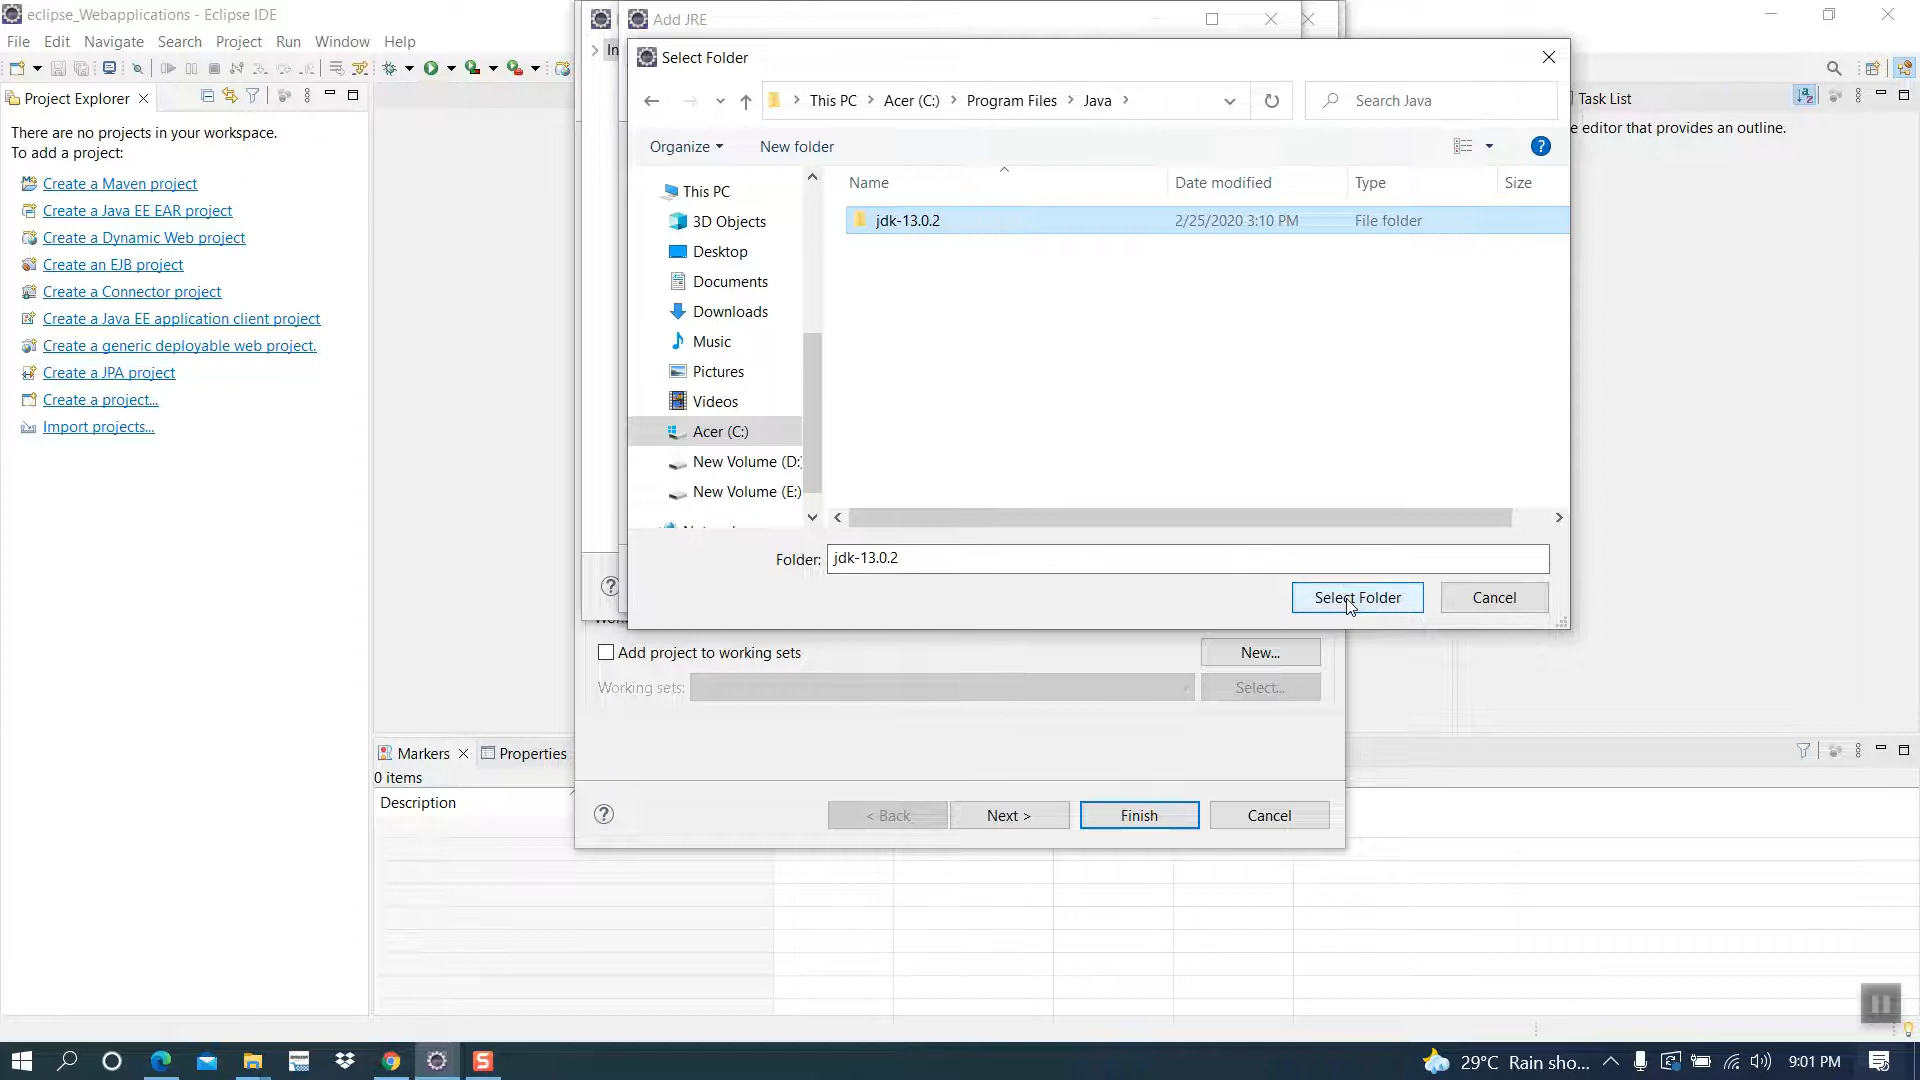 eclipse_Webapplications - Eclipse IDE
File Edit Navigate Search Project Run Window Help
Project Explorer
There are no projects in your workspace.
To add a project:
Create a Maven project
Create a Java EE EAR project
Create a Dynamic Web project
Create an EJB project
Create a Connector project
Create a Java EE application client project
Create a generic deployable web project.
Create a JPA project
Create a project...
Import projects...
Add JRE
In
Select Folder
This PC Acer (C:) Program Files Java
Search Java
Organize New folder
Name Date modified Type Size
jdk-13.0.2 2/25/2020 3:10 PM File folder
This PC
3D Objects
Desktop
Documents
Downloads
Music
Pictures
Videos
Acer (C:)
New Volume (D:)
New Volume (E:)
Folder: jdk-13.0.2
Select Folder Cancel
Task List
e editor that provides an outline.
Add project to working sets New...
Working sets: Select...
< Back Next > Finish Cancel
Markers Properties
0 items
Description
29°C Rain sho... 9:01 PM